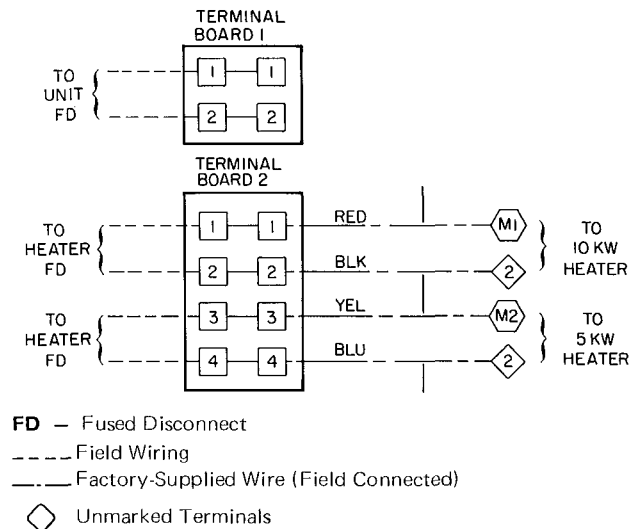 TERMINAL
BOARD 1
TO
UNIT
FD
1 1
2 2
TERMINAL
BOARD 2
TO
HEATER
FD
1 1
2 2
RED
BLK
M1
2
TO
10 KW
HEATER
TO
HEATER
FD
3 3
4 4
YEL
BLU
M2
2
TO
5 KW
HEATER
FD – Fused Disconnect
Field Wiring
Factory-Supplied Wire (Field Connected)
Unmarked Terminals